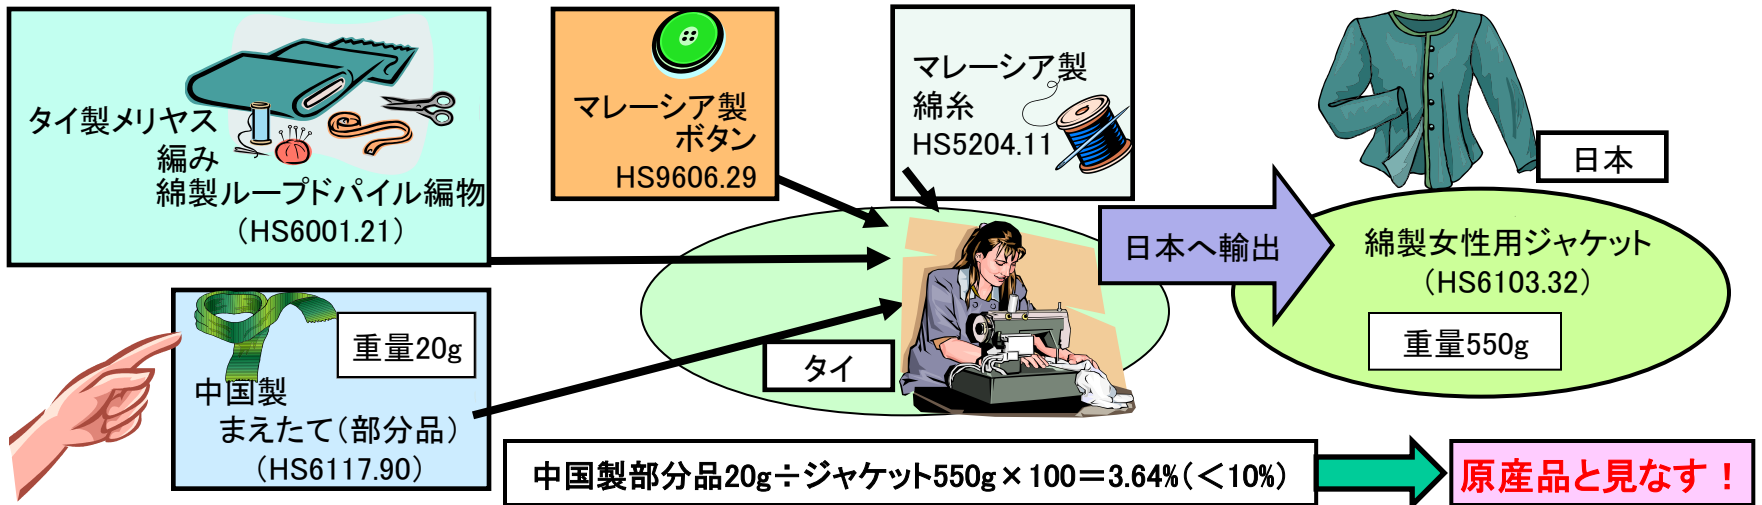 タイ製メリヤス
編み
綿製ループドパイル編物
(HS6001.21)
マレーシア製
ボタン
HS9606.29
マレーシア製
綿糸
HS5204.11
日本
重量20g
中国製
まえたて(部分品)
(HS6117.90)
タイ
日本へ輸出
綿製女性用ジャケット
(HS6103.32)
重量550g
中国製部分品20g÷ジャケット550g×100=3.64%(<10%)
原産品と見なす!